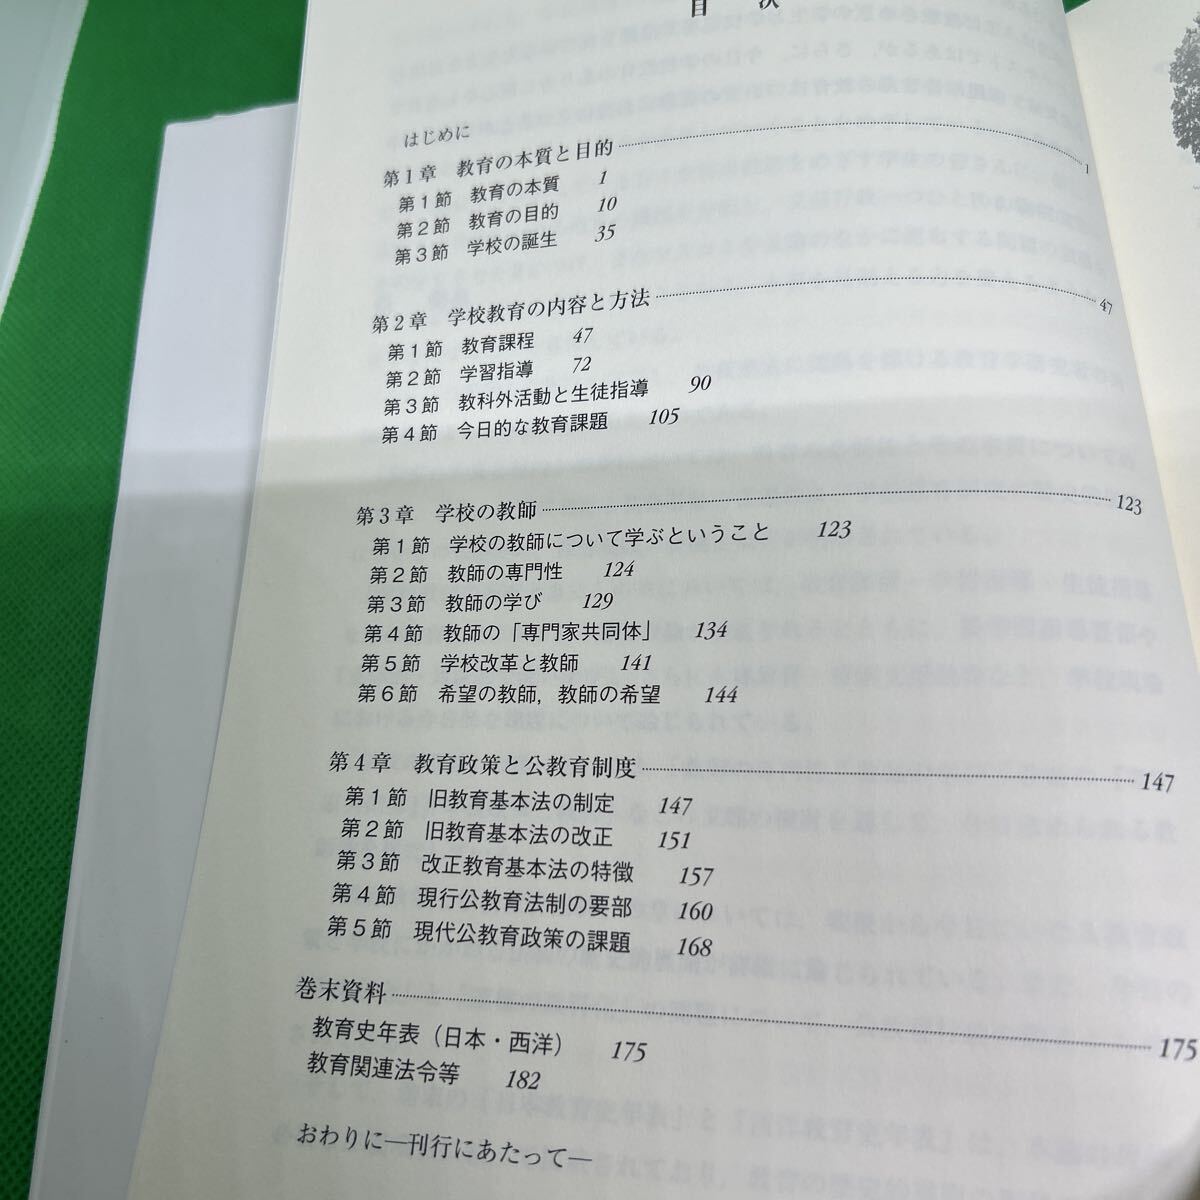 目　次
はじめに
第1章　教育の本質と目的 1
第1節　教育の本質　1
第2節　教育の目的　10
第3節　学校の誕生　35
第2章　学校教育の内容と方法 47
第1節　教育課程　47
第2節　学習指導　72
第3節　教科外活動と生徒指導　90
第4節　今日的な教育課題　105
第3章　学校の教師 123
第1節　学校の教師について学ぶということ　123
第2節　教師の専門性　124
第3節　教師の学び　129
第4節　教師の「専門家共同体」　134
第5節　学校改革と教師　141
第6節　希望の教師，教師の希望　144
第4章　教育政策と公教育制度 147
第1節　旧教育基本法の制定　147
第2節　旧教育基本法の改正　151
第3節　改正教育基本法の特徴　157
第4節　現行公教育法制の要部　160
第5節　現代公教育政策の課題　168
巻末資料 175
教育史年表（日本・西洋）　175
教育関連法令等　182
おわりに―刊行にあたって―